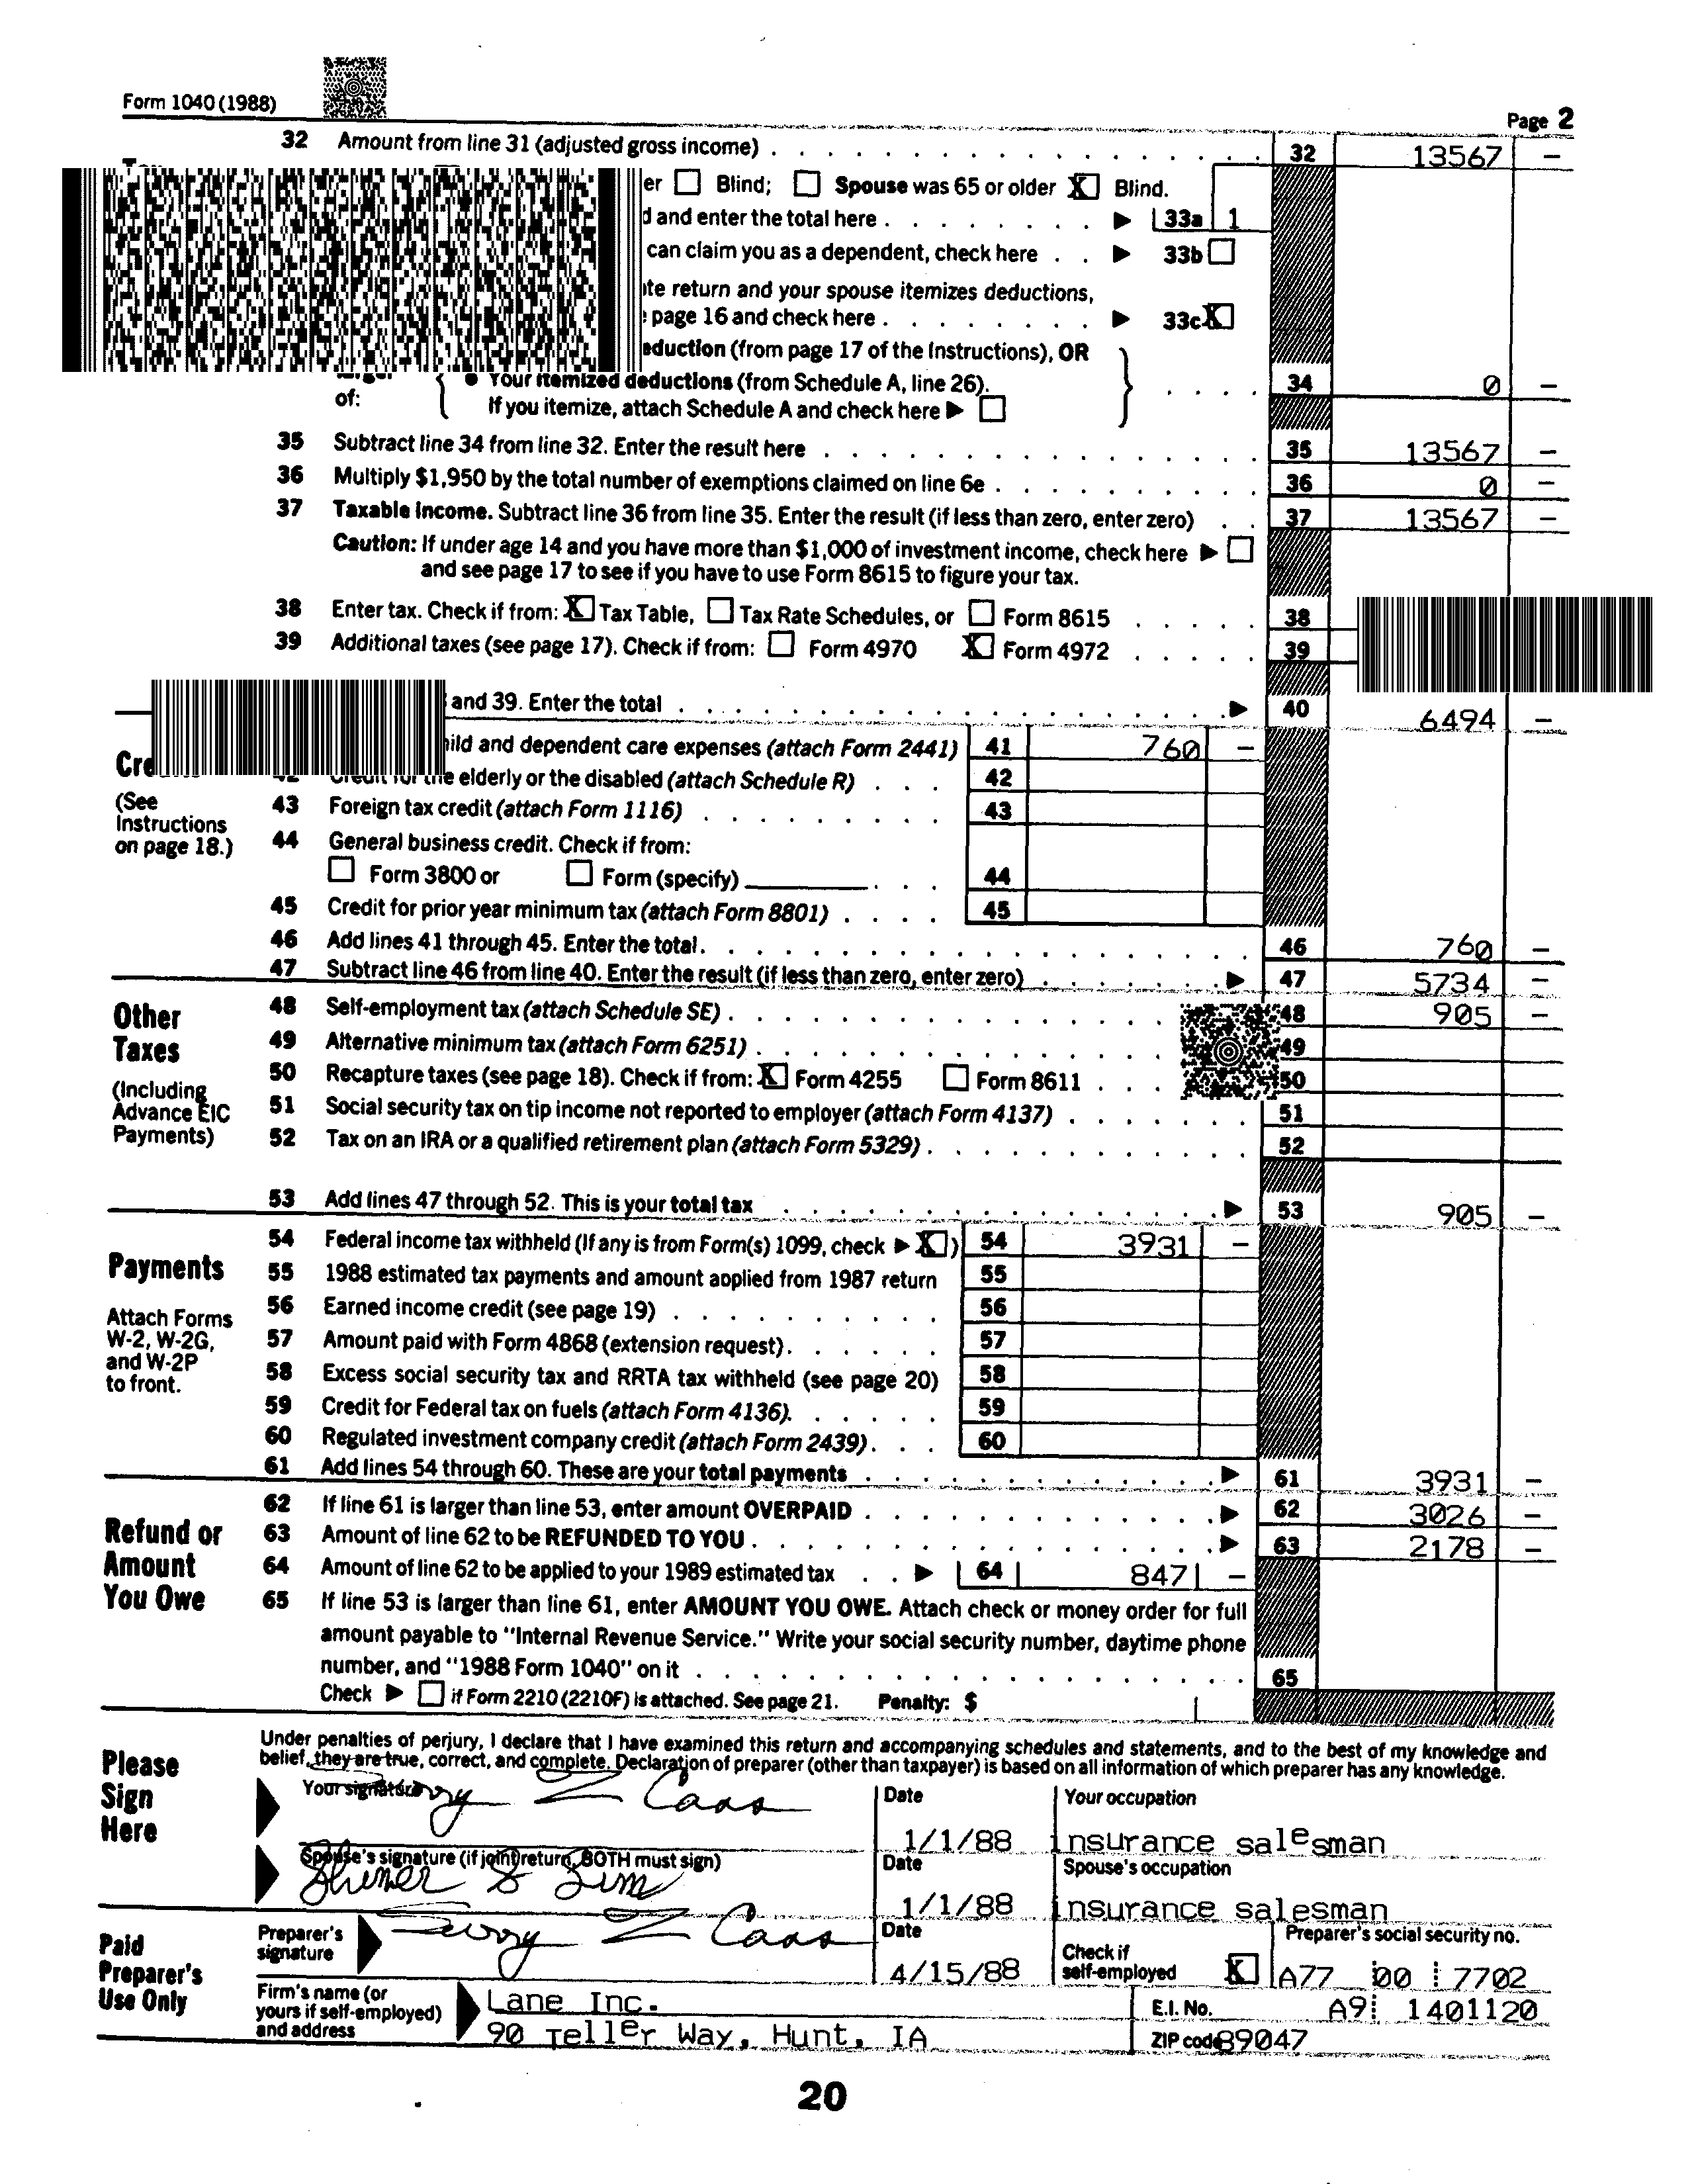 Form 1040 (1988)
Page 2
32 Amount from line 31 (adjusted gross income) 32 13567 –
er Blind; Spouse was 65 or older X Blind.
and enter the total here 33a 1
can claim you as a dependent, check here 33b
return and your spouse itemizes deductions,
page 16 and check here 33c X
(from page 17 of the Instructions), OR
of: • Your itemized deductions (from Schedule A, line 26). 34 0 –
If you itemize, attach Schedule A and check here
35 Subtract line 34 from line 32. Enter the result here 35 13567 –
36 Multiply $1,950 by the total number of exemptions claimed on line 6e 36 0 –
37 Taxable income. Subtract line 36 from line 35. Enter the result (if less than zero, enter zero) 37 13567 –
Caution: If under age 14 and you have more than $1,000 of investment income, check here
and see page 17 to see if you have to use Form 8615 to figure your tax.
38 Enter tax. Check if from: X Tax Table, Tax Rate Schedules, or Form 8615 38
39 Additional taxes (see page 17). Check if from: Form 4970 X Form 4972 39
and 39. Enter the total 40 6494 –
and dependent care expenses (attach Form 2441) 41 760 –
the elderly or the disabled (attach Schedule R) 42
(See
Instructions
on page 18.)
43 Foreign tax credit (attach Form 1116) 43
44 General business credit. Check if from:
Form 3800 or Form (specify) 44
45 Credit for prior year minimum tax (attach Form 8801) 45
46 Add lines 41 through 45. Enter the total 46 760 –
47 Subtract line 46 from line 40. Enter the result (if less than zero, enter zero) 47 5734 –
Other
Taxes
(Including
Advance EIC
Payments)
48 Self-employment tax (attach Schedule SE) 48 905 –
49 Alternative minimum tax (attach Form 6251) 49
50 Recapture taxes (see page 18). Check if from: X Form 4255 Form 8611 50
51 Social security tax on tip income not reported to employer (attach Form 4137) 51
52 Tax on an IRA or a qualified retirement plan (attach Form 5329) 52
53 Add lines 47 through 52. This is your total tax 53 905 –
Payments
Attach Forms
W-2, W-2G,
and W-2P
to front.
54 Federal income tax withheld (If any is from Form(s) 1099, check X) 54 3931 –
55 1988 estimated tax payments and amount applied from 1987 return 55
56 Earned income credit (see page 19) 56
57 Amount paid with Form 4868 (extension request) 57
58 Excess social security tax and RRTA tax withheld (see page 20) 58
59 Credit for Federal tax on fuels (attach Form 4136) 59
60 Regulated investment company credit (attach Form 2439) 60
61 Add lines 54 through 60. These are your total payments 61 3931 –
Refund or
Amount
You Owe
62 If line 61 is larger than line 53, enter amount OVERPAID 62 3026 –
63 Amount of line 62 to be REFUNDED TO YOU 63 2178 –
64 Amount of line 62 to be applied to your 1989 estimated tax 64 847 –
65 If line 53 is larger than line 61, enter AMOUNT YOU OWE. Attach check or money order for full
amount payable to "Internal Revenue Service." Write your social security number, daytime phone
number, and "1988 Form 1040" on it 65
Check if Form 2210 (2210F) is attached. See page 21. Penalty: $
Please
Sign
Here
Under penalties of perjury, I declare that I have examined this return and accompanying schedules and statements, and to the best of my knowledge and
belief, they are true, correct, and complete. Declaration of preparer (other than taxpayer) is based on all information of which preparer has any knowledge.
Your signature Date Your occupation
1/1/88 insurance salesman
Spouse's signature (if joint return, BOTH must sign) Date Spouse's occupation
1/1/88 insurance salesman
Paid
Preparer's
Use Only
Preparer's
signature
Date
4/15/88
Check if
self-employed X
Preparer's social security no.
A77 00 7702
Firm's name (or
yours if self-employed)
and address
Lane Inc.
90 Teller Way, Hunt, IA
E.I. No. A9 1401120
ZIP code 89047
20